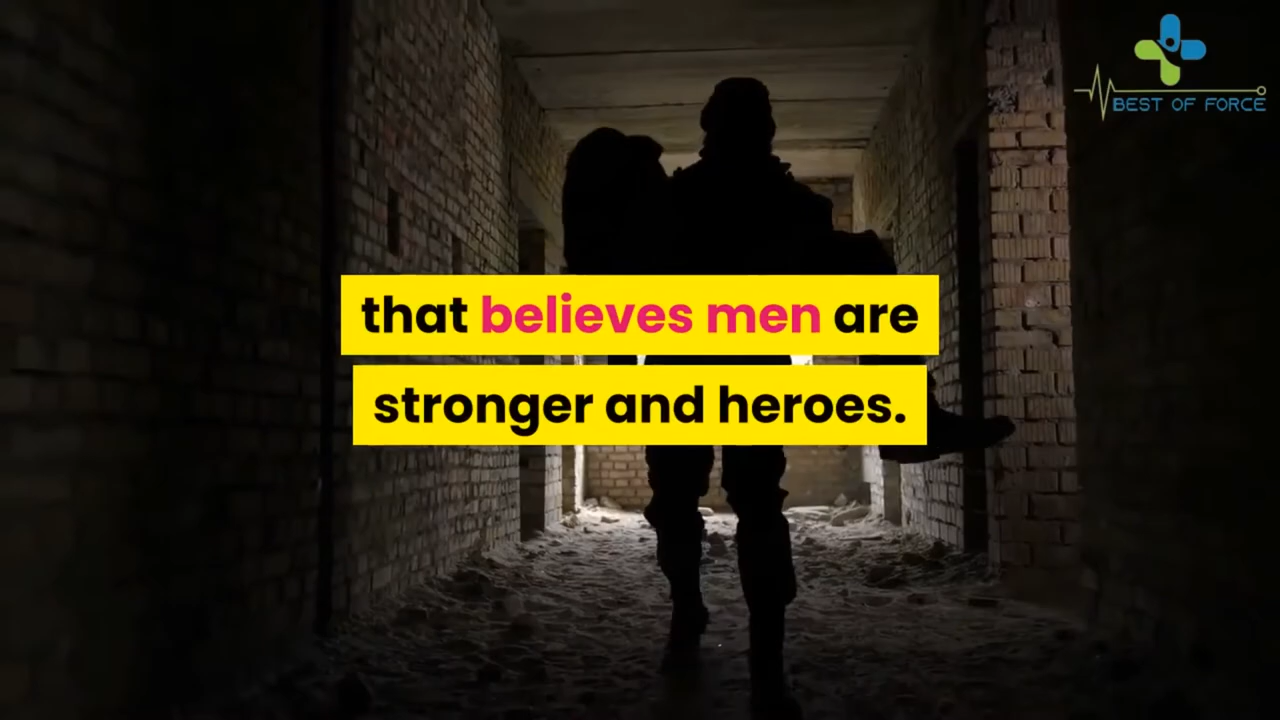 BEST OF FORCE
that believes men are
stronger and heroes.